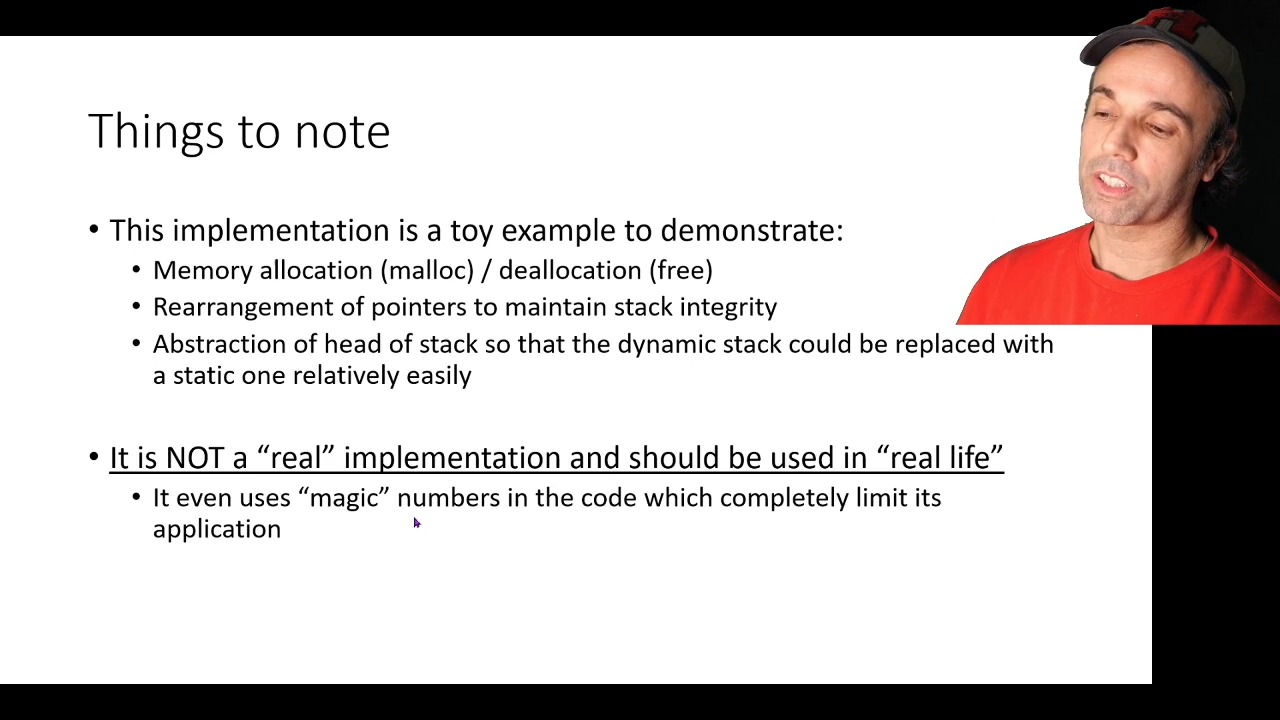 Things to note
• This implementation is a toy example to demonstrate:
• Memory allocation (malloc) / deallocation (free)
• Rearrangement of pointers to maintain stack integrity
• Abstraction of head of stack so that the dynamic stack could be replaced with
a static one relatively easily
• It is NOT a “real” implementation and should be used in “real life”
• It even uses “magic” numbers in the code which completely limit its
application